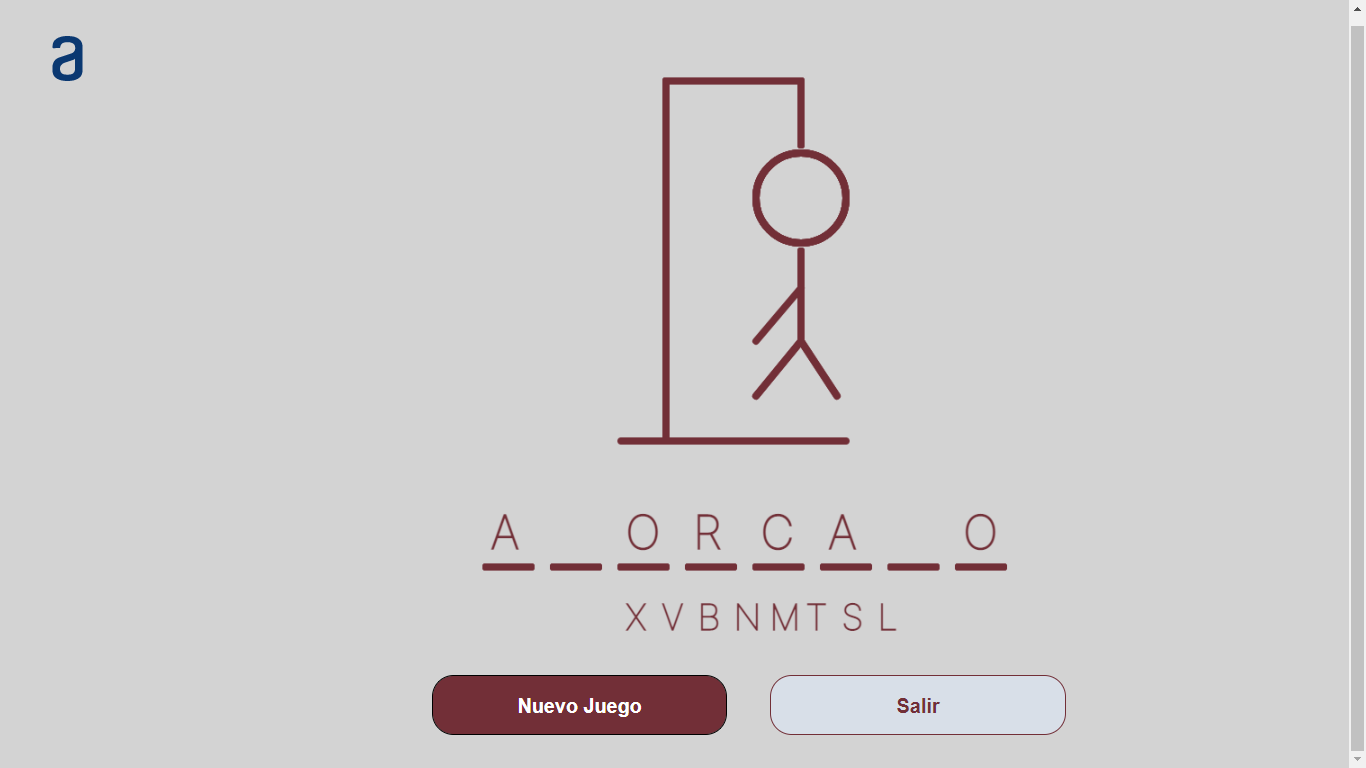 a
A _ O R C A _ O
X V B N M T S L
Nuevo Juego
Salir